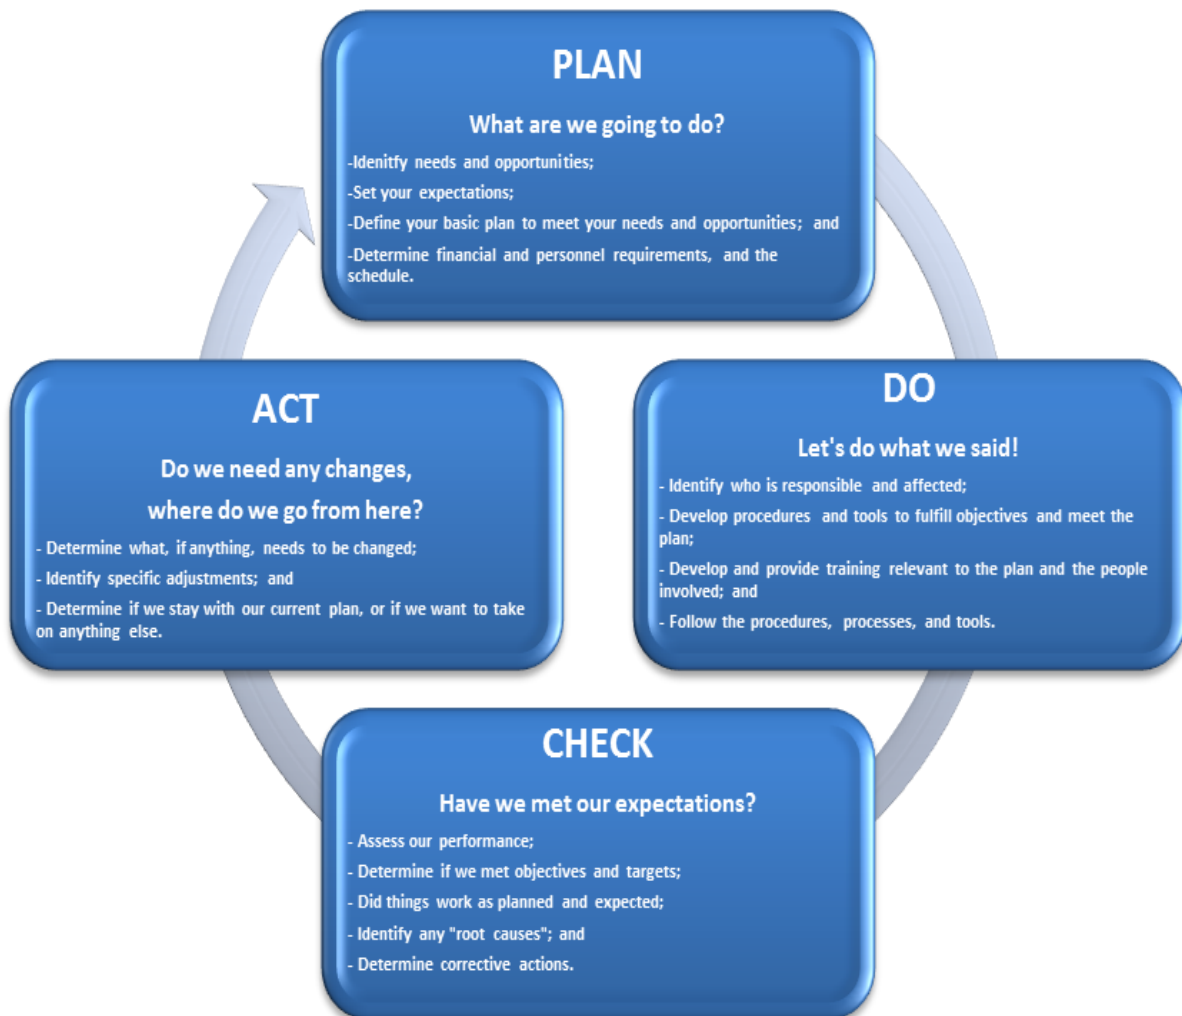 PLAN
What are we going to do?
-Idenitfy needs and opportunities;
-Set your expectations;
-Define your basic plan to meet your needs and opportunities; and
-Determine financial and personnel requirements, and the
schedule.
DO
Let's do what we said!
- Identify who is responsible and affected;
- Develop procedures and tools to fulfill objectives and meet the
plan;
- Develop and provide training relevant to the plan and the people
involved; and
- Follow the procedures, processes, and tools.
CHECK
Have we met our expectations?
- Assess our performance;
- Determine if we met objectives and targets;
- Did things work as planned and expected;
- Identify any "root causes"; and
- Determine corrective actions.
ACT
Do we need any changes,
where do we go from here?
- Determine what, if anything, needs to be changed;
- Identify specific adjustments; and
- Determine if we stay with our current plan, or if we want to take
on anything else.